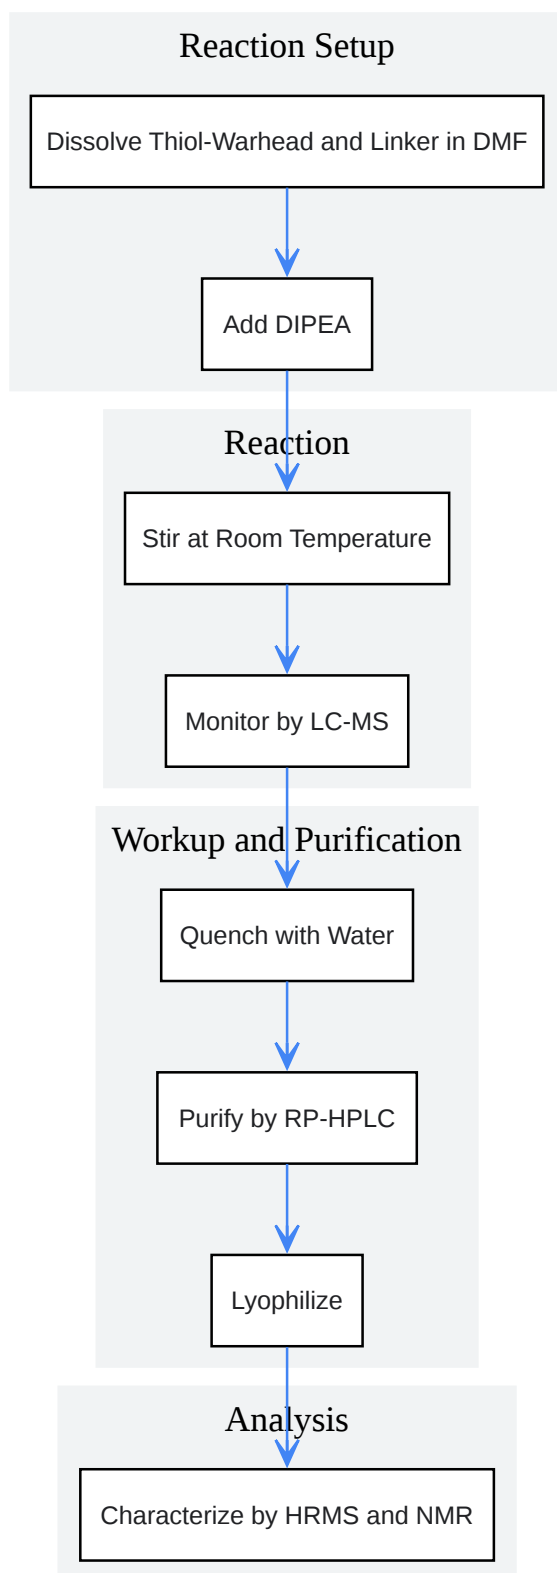 Reaction Setup
Dissolve Thiol-Warhead and Linker in DMF
Add DIPEA
Reaction
Stir at Room Temperature
Monitor by LC-MS
Workup and Purification
Quench with Water
Purify by RP-HPLC
Lyophilize
Analysis
Characterize by HRMS and NMR